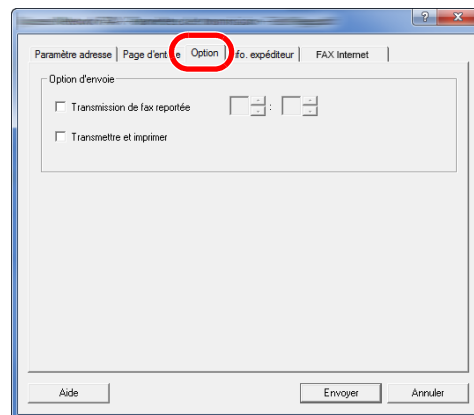 Paramètre adresse | Page d'ent e | Option | fo. expéditeur | FAX Internet
Option d'envoie
Transmission de fax reportée :
Transmettre et imprimer
Aide Envoyer Annuler